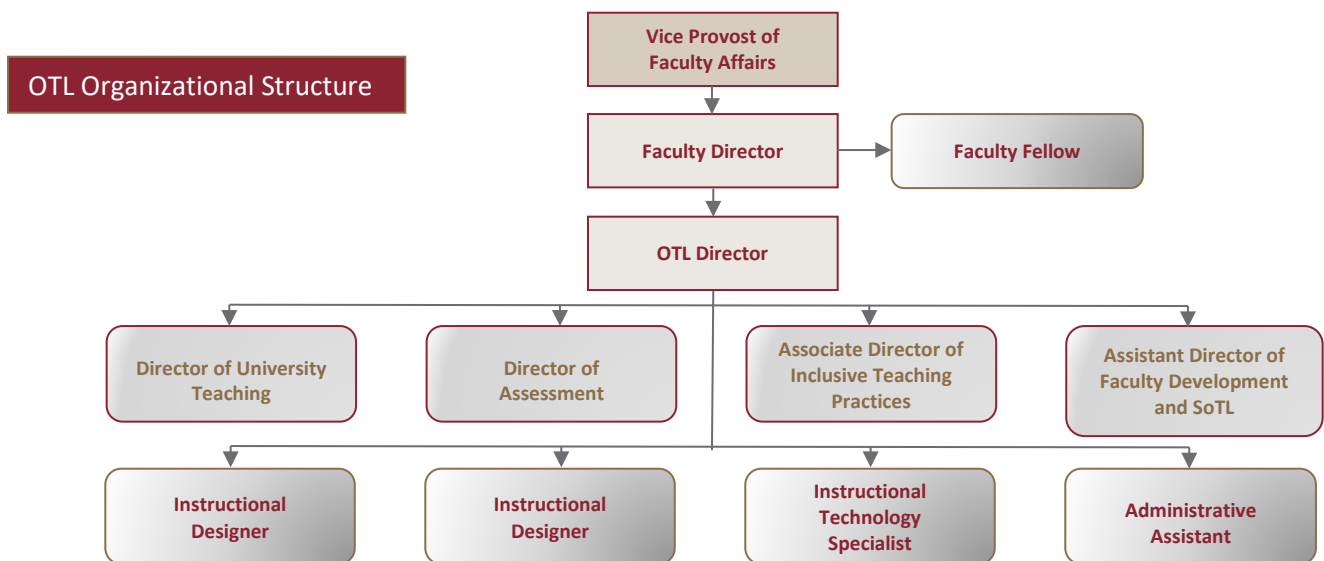 Vice Provost of
Faculty Affairs
OTL Organizational Structure
Faculty Director
Faculty Fellow
OTL Director
Director of University
Teaching
Director of
Assessment
Associate Director of
Inclusive Teaching
Practices
Assistant Director of
Faculty Development
and SoTL
Instructional
Designer
Instructional
Designer
Instructional
Technology
Specialist
Administrative
Assistant